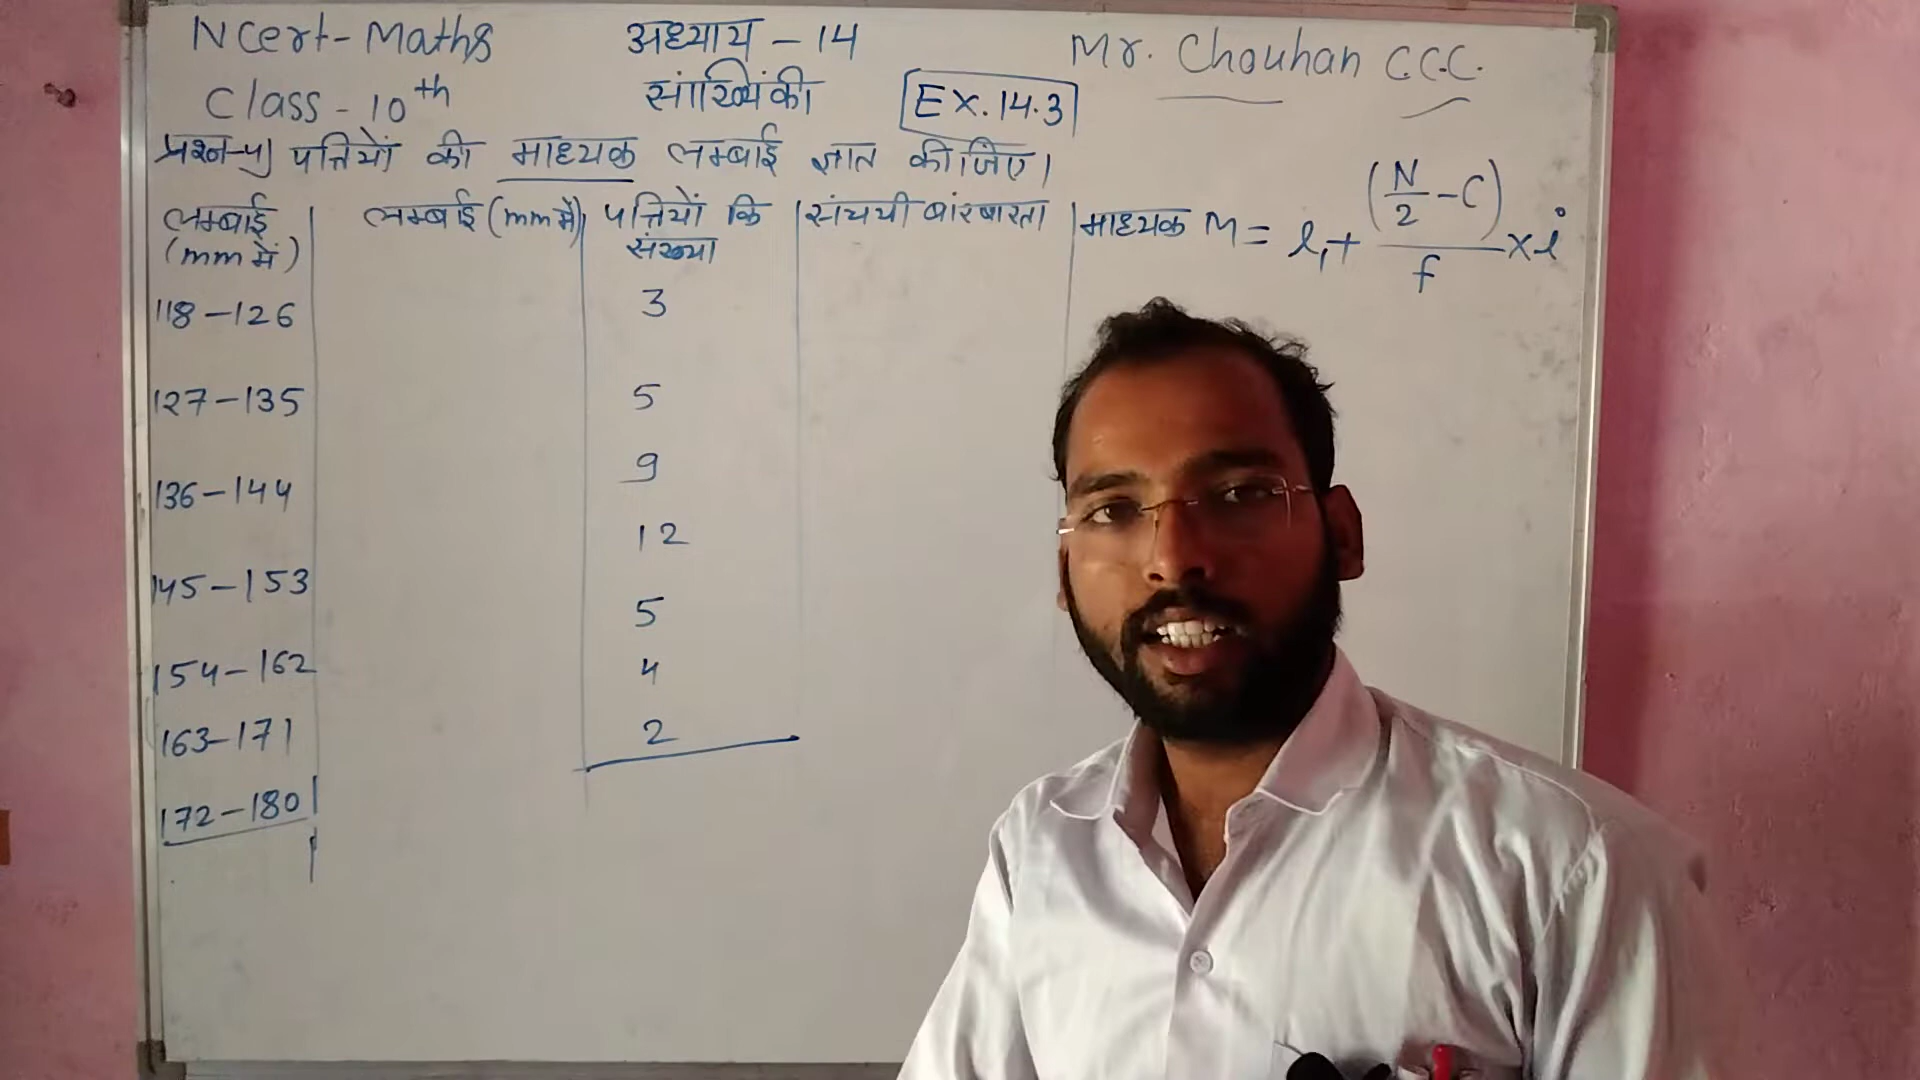 Ncert-Maths
Class-10th
अध्याय-14
सांख्यिंकी
Ex.14.3
Mr. Chouhan C.C.C.
प्रश्न-4) पत्तियों की माध्यक लम्बाई ज्ञात कीजिए।
लम्बाई (mm में)
लम्बाई (mm में)
पत्तियों कि संख्या
संचयी बांरबारता
माध्यक M = l₁ + (N/2 - C)/f × i
118-126
3
127-135
5
136-144
9
145-153
12
154-162
5
163-171
4
172-180
2